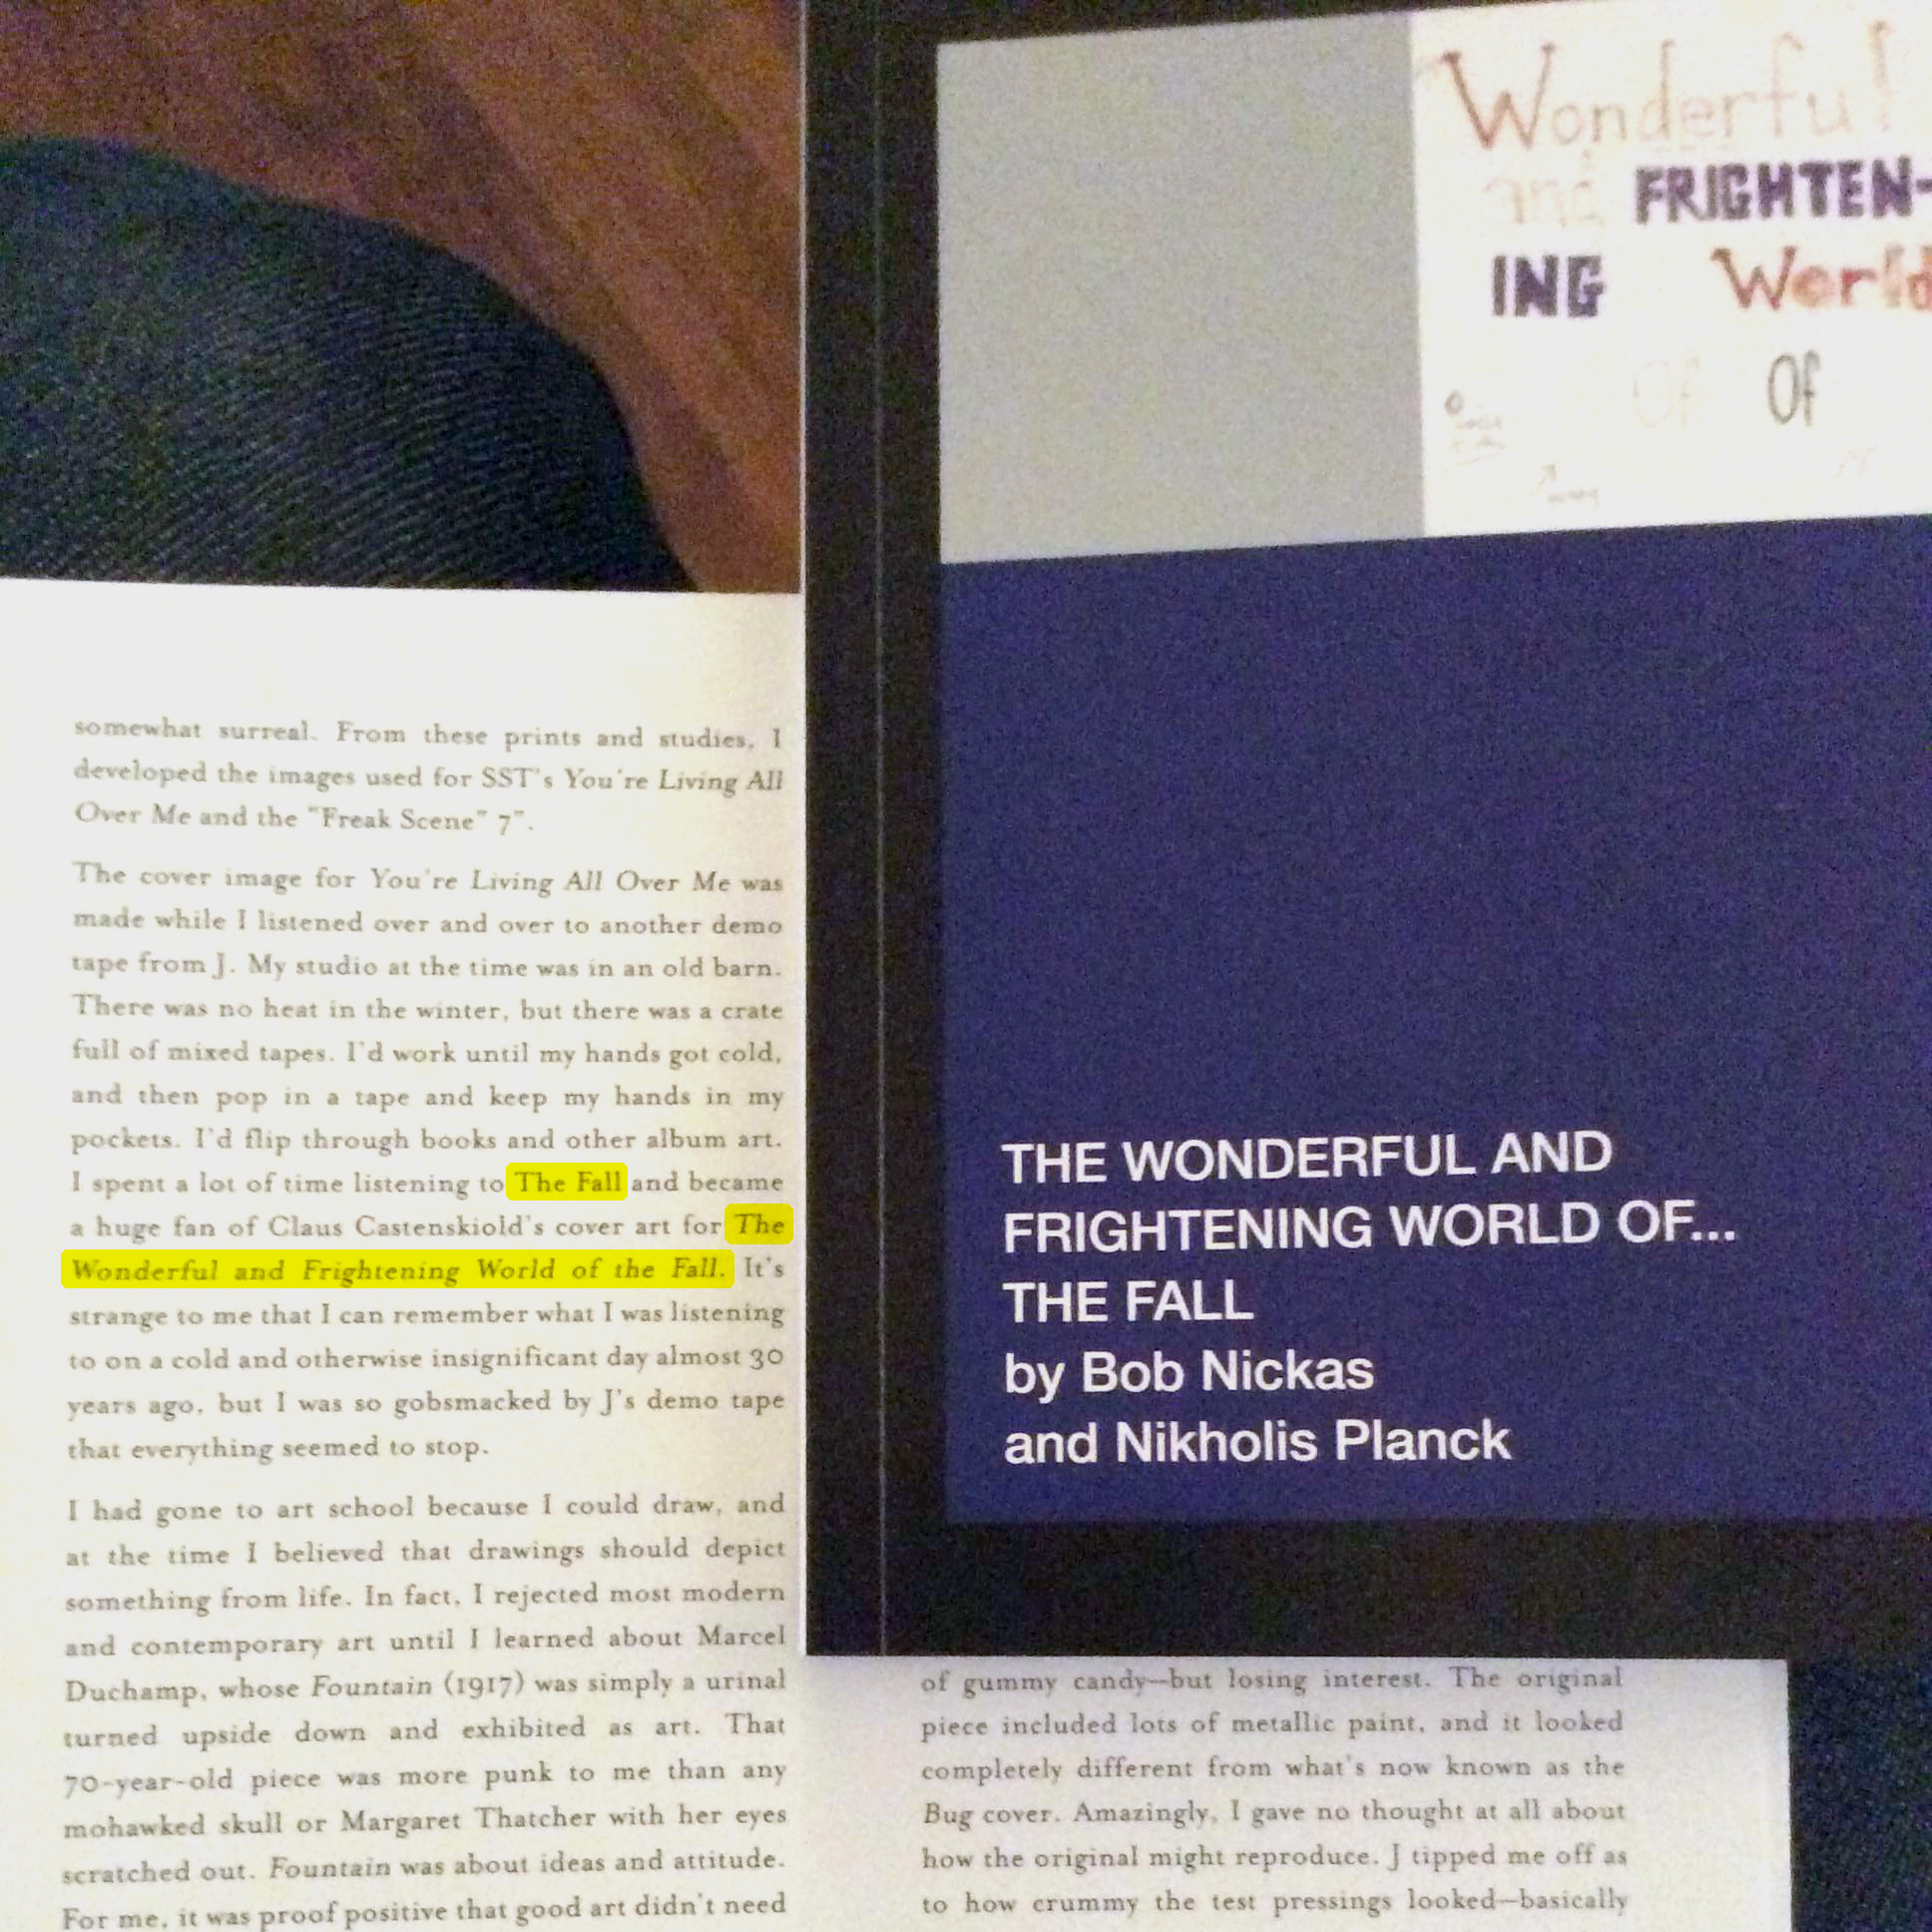 somewhat surreal. From these prints and studies, I
developed the images used for SST's You're Living All
Over Me and the "Freak Scene" 7".
The cover image for You're Living All Over Me was
made while I listened over and over to another demo
tape from J. My studio at the time was in an old barn.
There was no heat in the winter, but there was a crate
full of mixed tapes. I'd work until my hands got cold,
and then pop in a tape and keep my hands in my
pockets. I'd flip through books and other album art.
I spent a lot of time listening to The Fall and became
a huge fan of Claus Castenskiold's cover art for The
Wonderful and Frightening World of the Fall. It's
strange to me that I can remember what I was listening
to on a cold and otherwise insignificant day almost 30
years ago, but I was so gobsmacked by J's demo tape
that everything seemed to stop.
I had gone to art school because I could draw, and
at the time I believed that drawings should depict
something from life. In fact, I rejected most modern
and contemporary art until I learned about Marcel
Duchamp, whose Fountain (1917) was simply a urinal
turned upside down and exhibited as art. That
70-year-old piece was more punk to me than any
mohawked skull or Margaret Thatcher with her eyes
scratched out. Fountain was about ideas and attitude.
For me, it was proof positive that good art didn't need
Wonderful
and FRIGHTEN-
ING World
Of Of
THE WONDERFUL AND
FRIGHTENING WORLD OF...
THE FALL
by Bob Nickas
and Nikholis Planck
of gummy candy—but losing interest. The original
piece included lots of metallic paint, and it looked
completely different from what's now known as the
Bug cover. Amazingly, I gave no thought at all about
how the original might reproduce. J tipped me off as
to how crummy the test pressings looked—basically